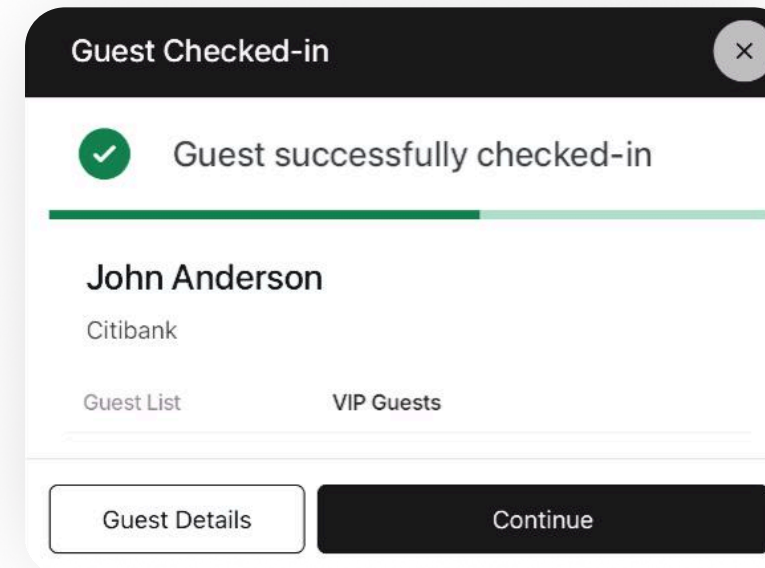 Guest Checked-in
Guest successfully checked-in
John Anderson
Citibank
Guest List VIP Guests
Guest Details Continue